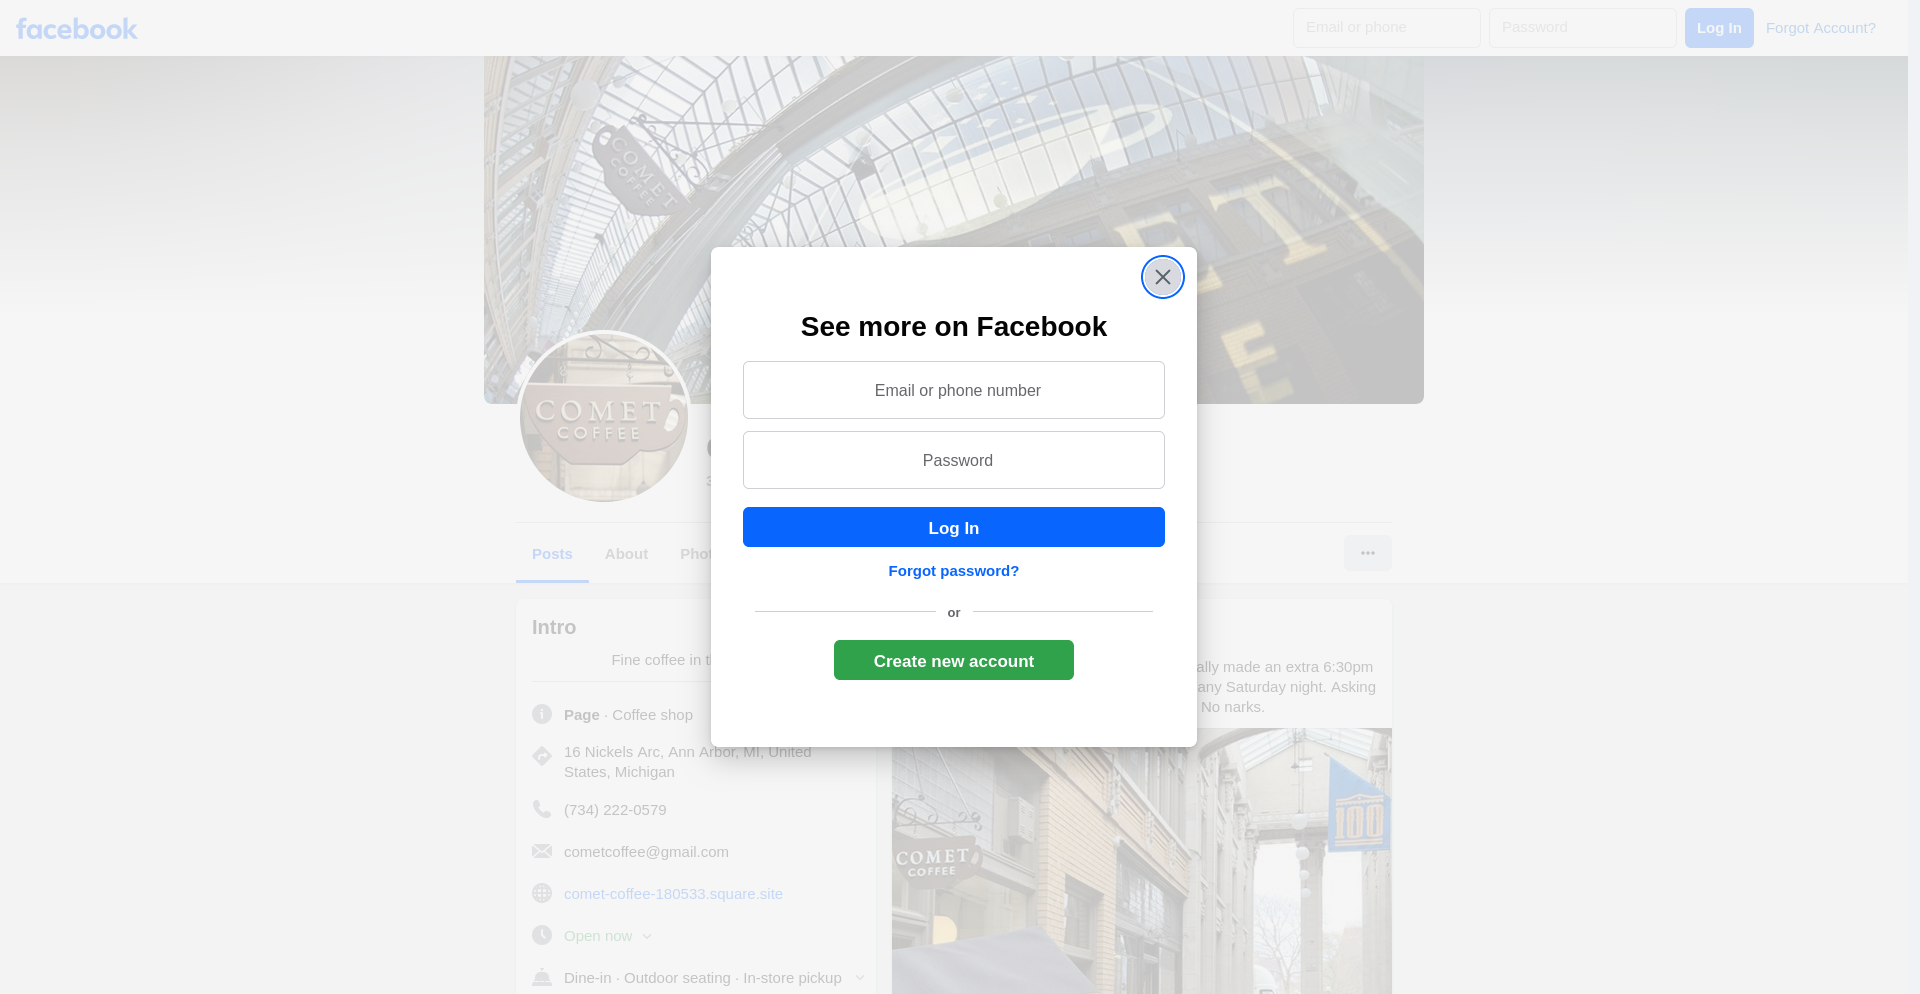 facebook
Email or phone
Password
Log In
Forgot Account?
COMET
COFFEE
ET
E
COMET
COFFEE
See more on Facebook
Email or phone number
Password
Log In
Forgot password?
or
Create new account
Posts
About
Phot
Intro
Fine coffee in t
Page · Coffee shop
16 Nickels Arc, Ann Arbor, MI, United
States, Michigan
(734) 222-0579
cometcoffee@gmail.com
comet-coffee-180533.square.site
Open now
Dine-in · Outdoor seating · In-store pickup
ally made an extra 6:30pm
any Saturday night. Asking
No narks.
COMET
COFFEE
100